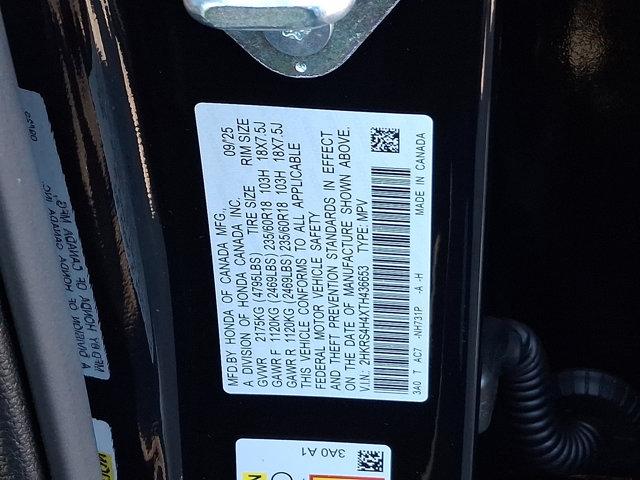 MFD.BY HONDA OF CANADA MFG. 09/25
A DIVISION OF HONDA CANADA INC.
TIRE SIZE RIM SIZE
GVWR 2175KG (4795LBS)
GAWR F 1120KG (2469LBS) 235/60R18 103H 18X7.5J
GAWR R 1120KG (2469LBS) 235/60R18 103H 18X7.5J
THIS VEHICLE CONFORMS TO ALL APPLICABLE
FEDERAL MOTOR VEHICLE SAFETY
AND THEFT PREVENTION STANDARDS IN EFFECT
ON THE DATE OF MANUFACTURE SHOWN ABOVE.
V.I.N: 2HKRS4H4XTH436653 TYPE: MPV
3A0 T AC7 -NH731P -A -H MADE IN CANADA
3A0 A1